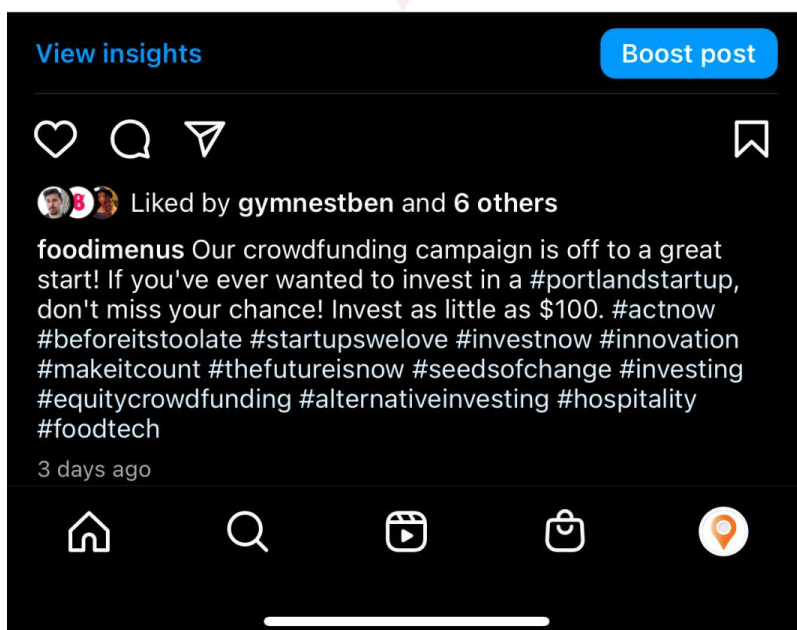 View insights
Boost post
Liked by gymnestben and 6 others
foodimenus Our crowdfunding campaign is off to a great
start! If you've ever wanted to invest in a #portlandstartup,
don't miss your chance! Invest as little as $100. #actnow
#beforeitstoolate #startupswelove #investnow #innovation
#makeitcount #thefutureisnow #seedsofchange #investing
#equitycrowdfunding #alternativeinvesting #hospitality
#foodtech
3 days ago